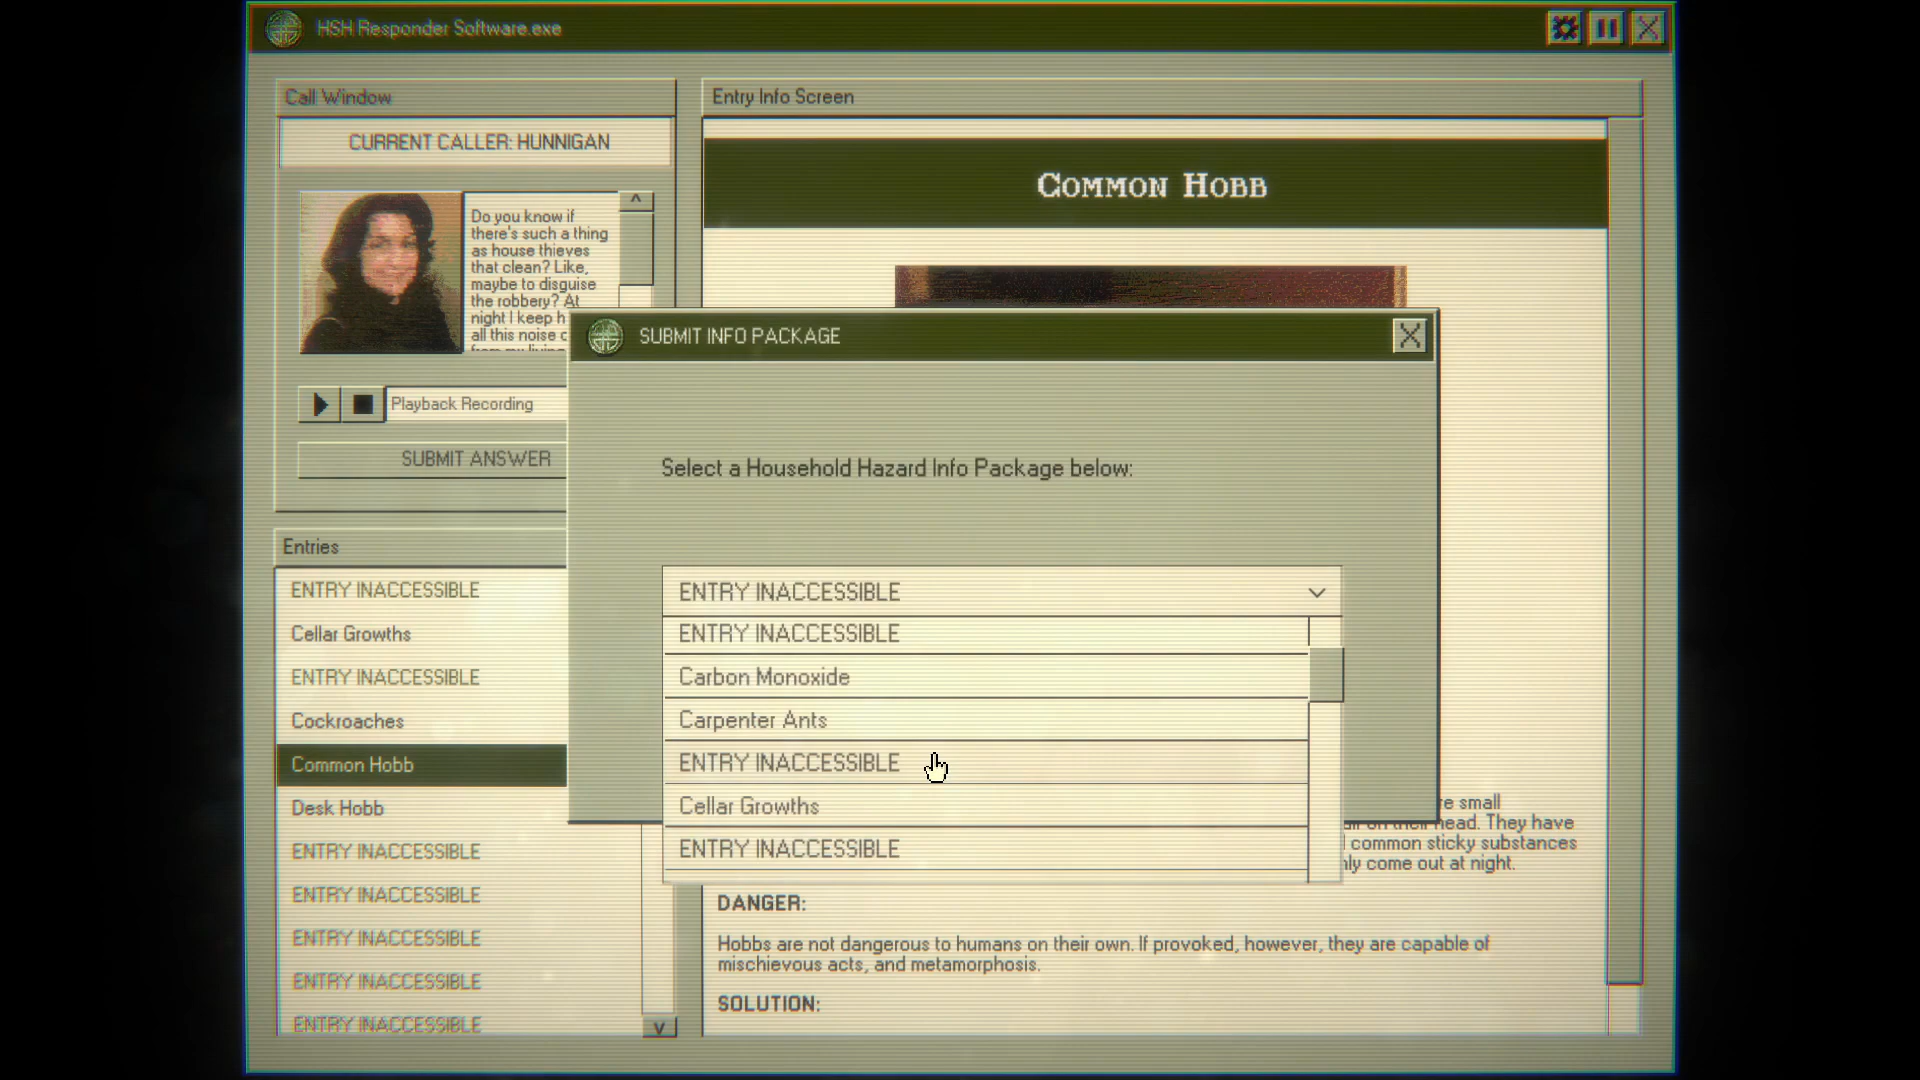 HSH Responder Software.exe
Call Window
CURRENT CALLER: HUNNIGAN
Do you know if
there's such a thing
as house thieves
that clean? Like,
maybe to disguise
the robbery? At
night I keep
all this noise
Playback Recording
SUBMIT ANSWER
Entries
ENTRY INACCESSIBLE
Cellar Growths
ENTRY INACCESSIBLE
Cockroaches
Common Hobb
Desk Hobb
ENTRY INACCESSIBLE
ENTRY INACCESSIBLE
ENTRY INACCESSIBLE
ENTRY INACCESSIBLE
ENTRY INACCESSIBLE
Entry Info Screen
Common Hobb
SUBMIT INFO PACKAGE
Select a Household Hazard Info Package below:
ENTRY INACCESSIBLE
ENTRY INACCESSIBLE
Carbon Monoxide
Carpenter Ants
ENTRY INACCESSIBLE
Cellar Growths
ENTRY INACCESSIBLE
small
on their head. They have
common sticky substances
come out at night.
DANGER:
Hobbs are not dangerous to humans on their own. If provoked, however, they are capable of
mischievous acts, and metamorphosis.
SOLUTION: